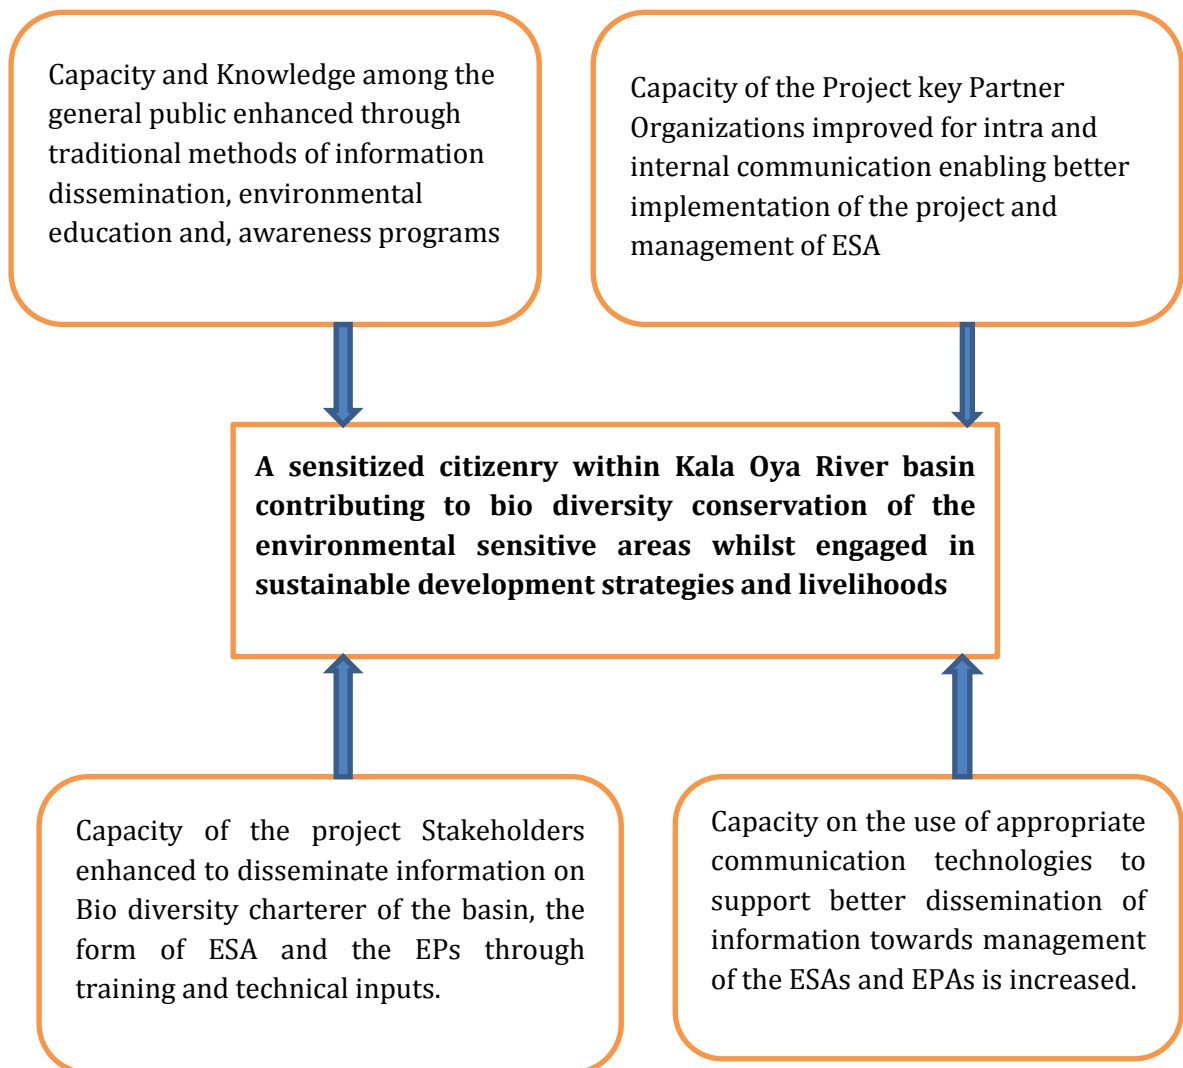 Capacity and Knowledge among the
general public enhanced through
traditional methods of information
dissemination, environmental
education and, awareness programs
Capacity of the Project key Partner
Organizations improved for intra and
internal communication enabling better
implementation of the project and
management of ESA
A sensitized citizenry within Kala Oya River basin
contributing to bio diversity conservation of the
environmental sensitive areas whilst engaged in
sustainable development strategies and livelihoods
Capacity of the project Stakeholders
enhanced to disseminate information on
Bio diversity charterer of the basin, the
form of ESA and the EPs through
training and technical inputs.
Capacity on the use of appropriate
communication technologies to
support better dissemination of
information towards management
of the ESAs and EPAs is increased.